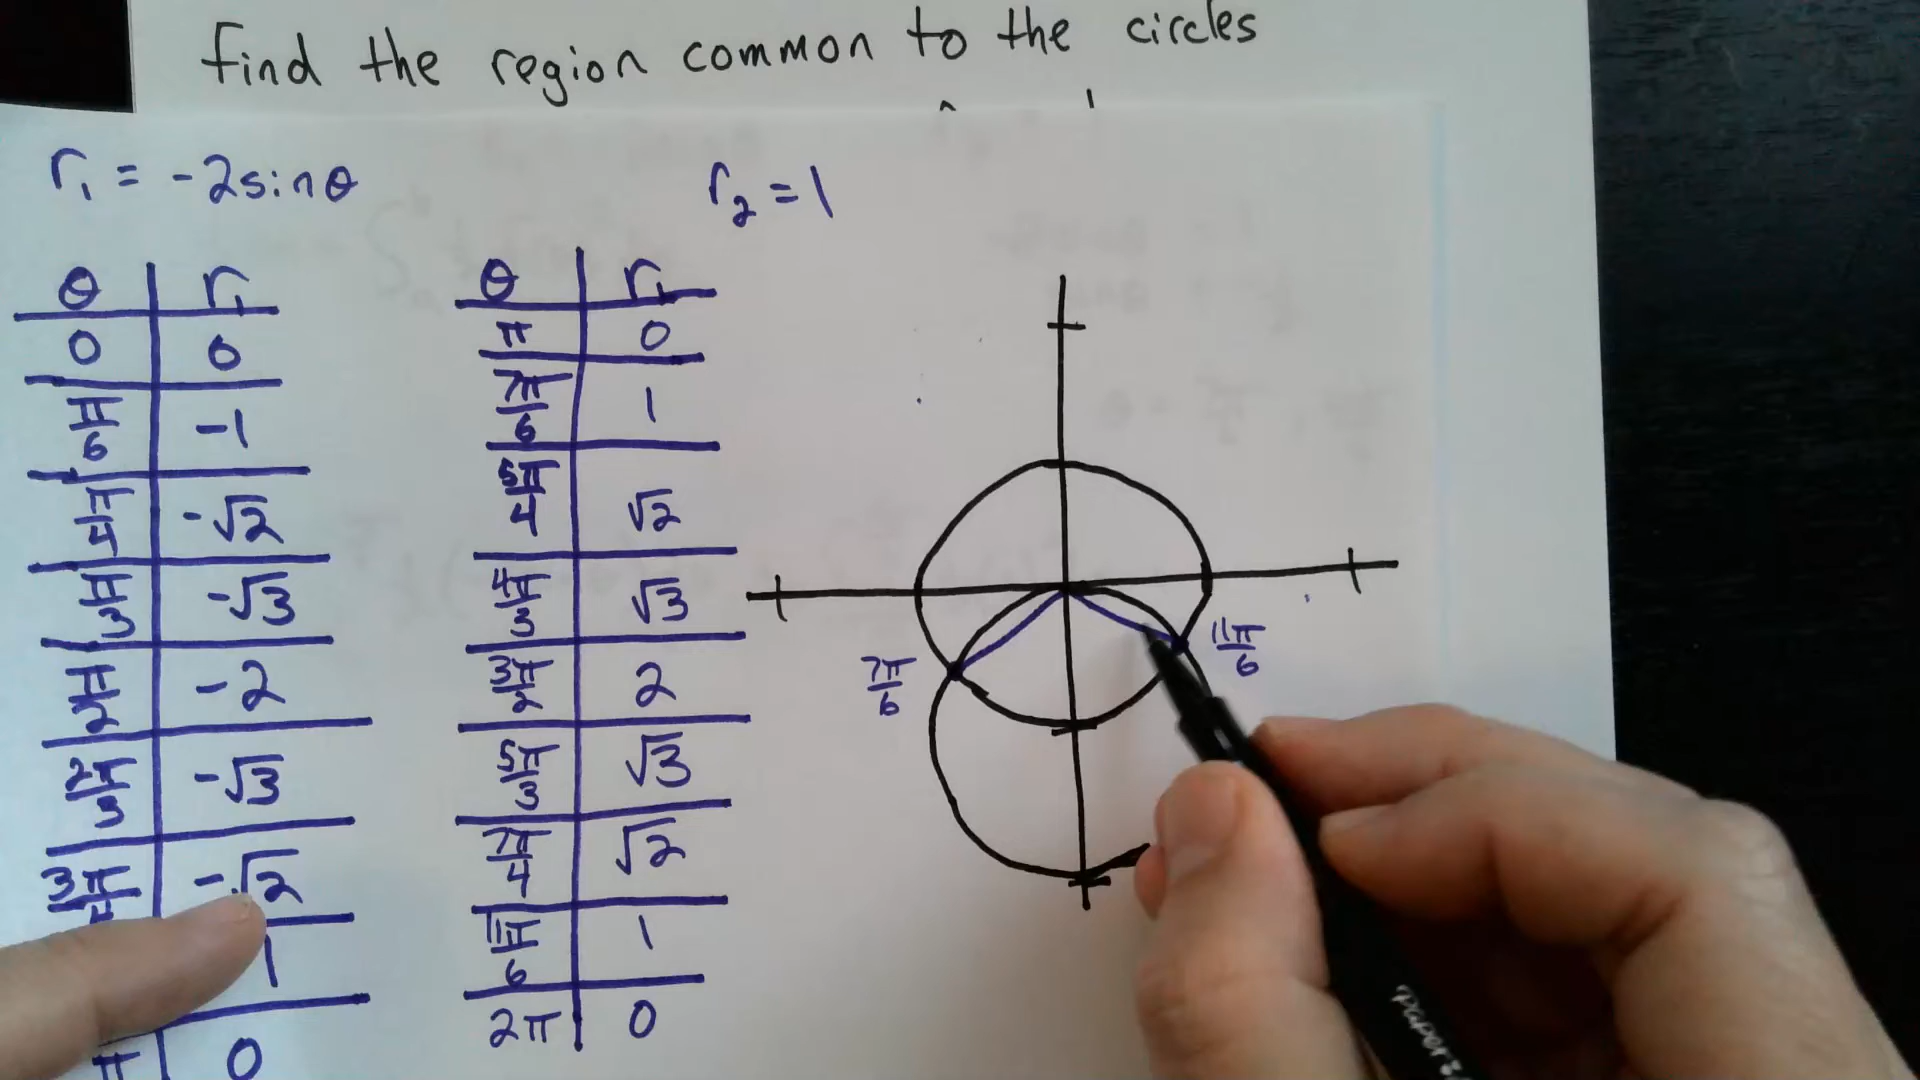 Find the region common to the circles
r₁ = -2sinθ
r₂ = 1
θ r₁
0 0
π/6 -1
π/4 -√2
π/3 -√3
π/2 -2
2π/3 -√3
3π -√2
1
π 0
θ r₁
π 0
7π/6 1
5π/4 √2
4π/3 √3
3π/2 2
5π/3 √3
7π/4 √2
11π/6 1
2π 0
7π/6
11π/6